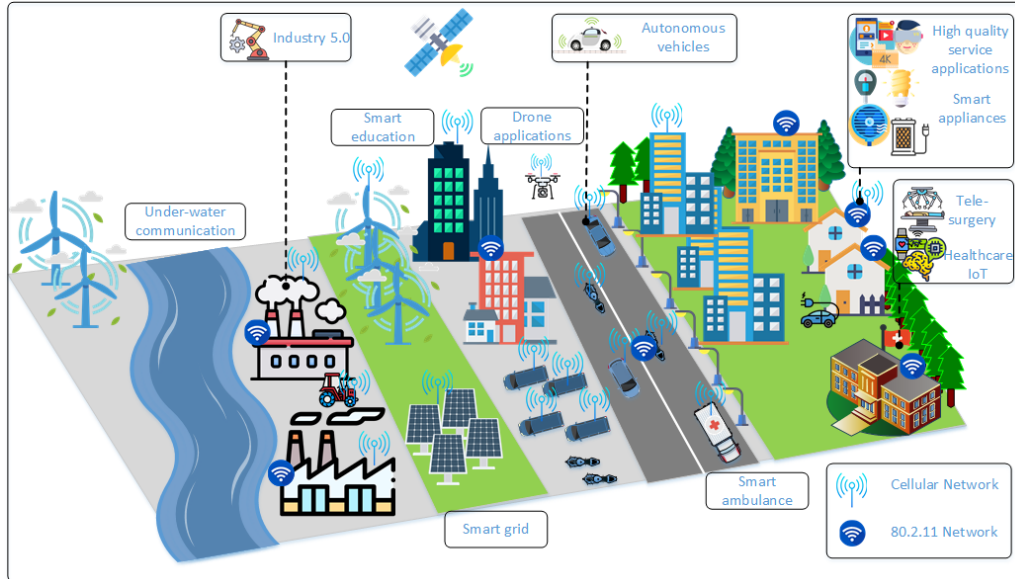 Industry 5.0
Autonomous
vehicles
High quality
service
applications
4K
Smart
appliances
Smart
education
Drone
applications
Under-water
communication
Tele-
surgery
Healthcare
IoT
Smart
ambulance
Smart grid
Cellular Network
80.2.11 Network